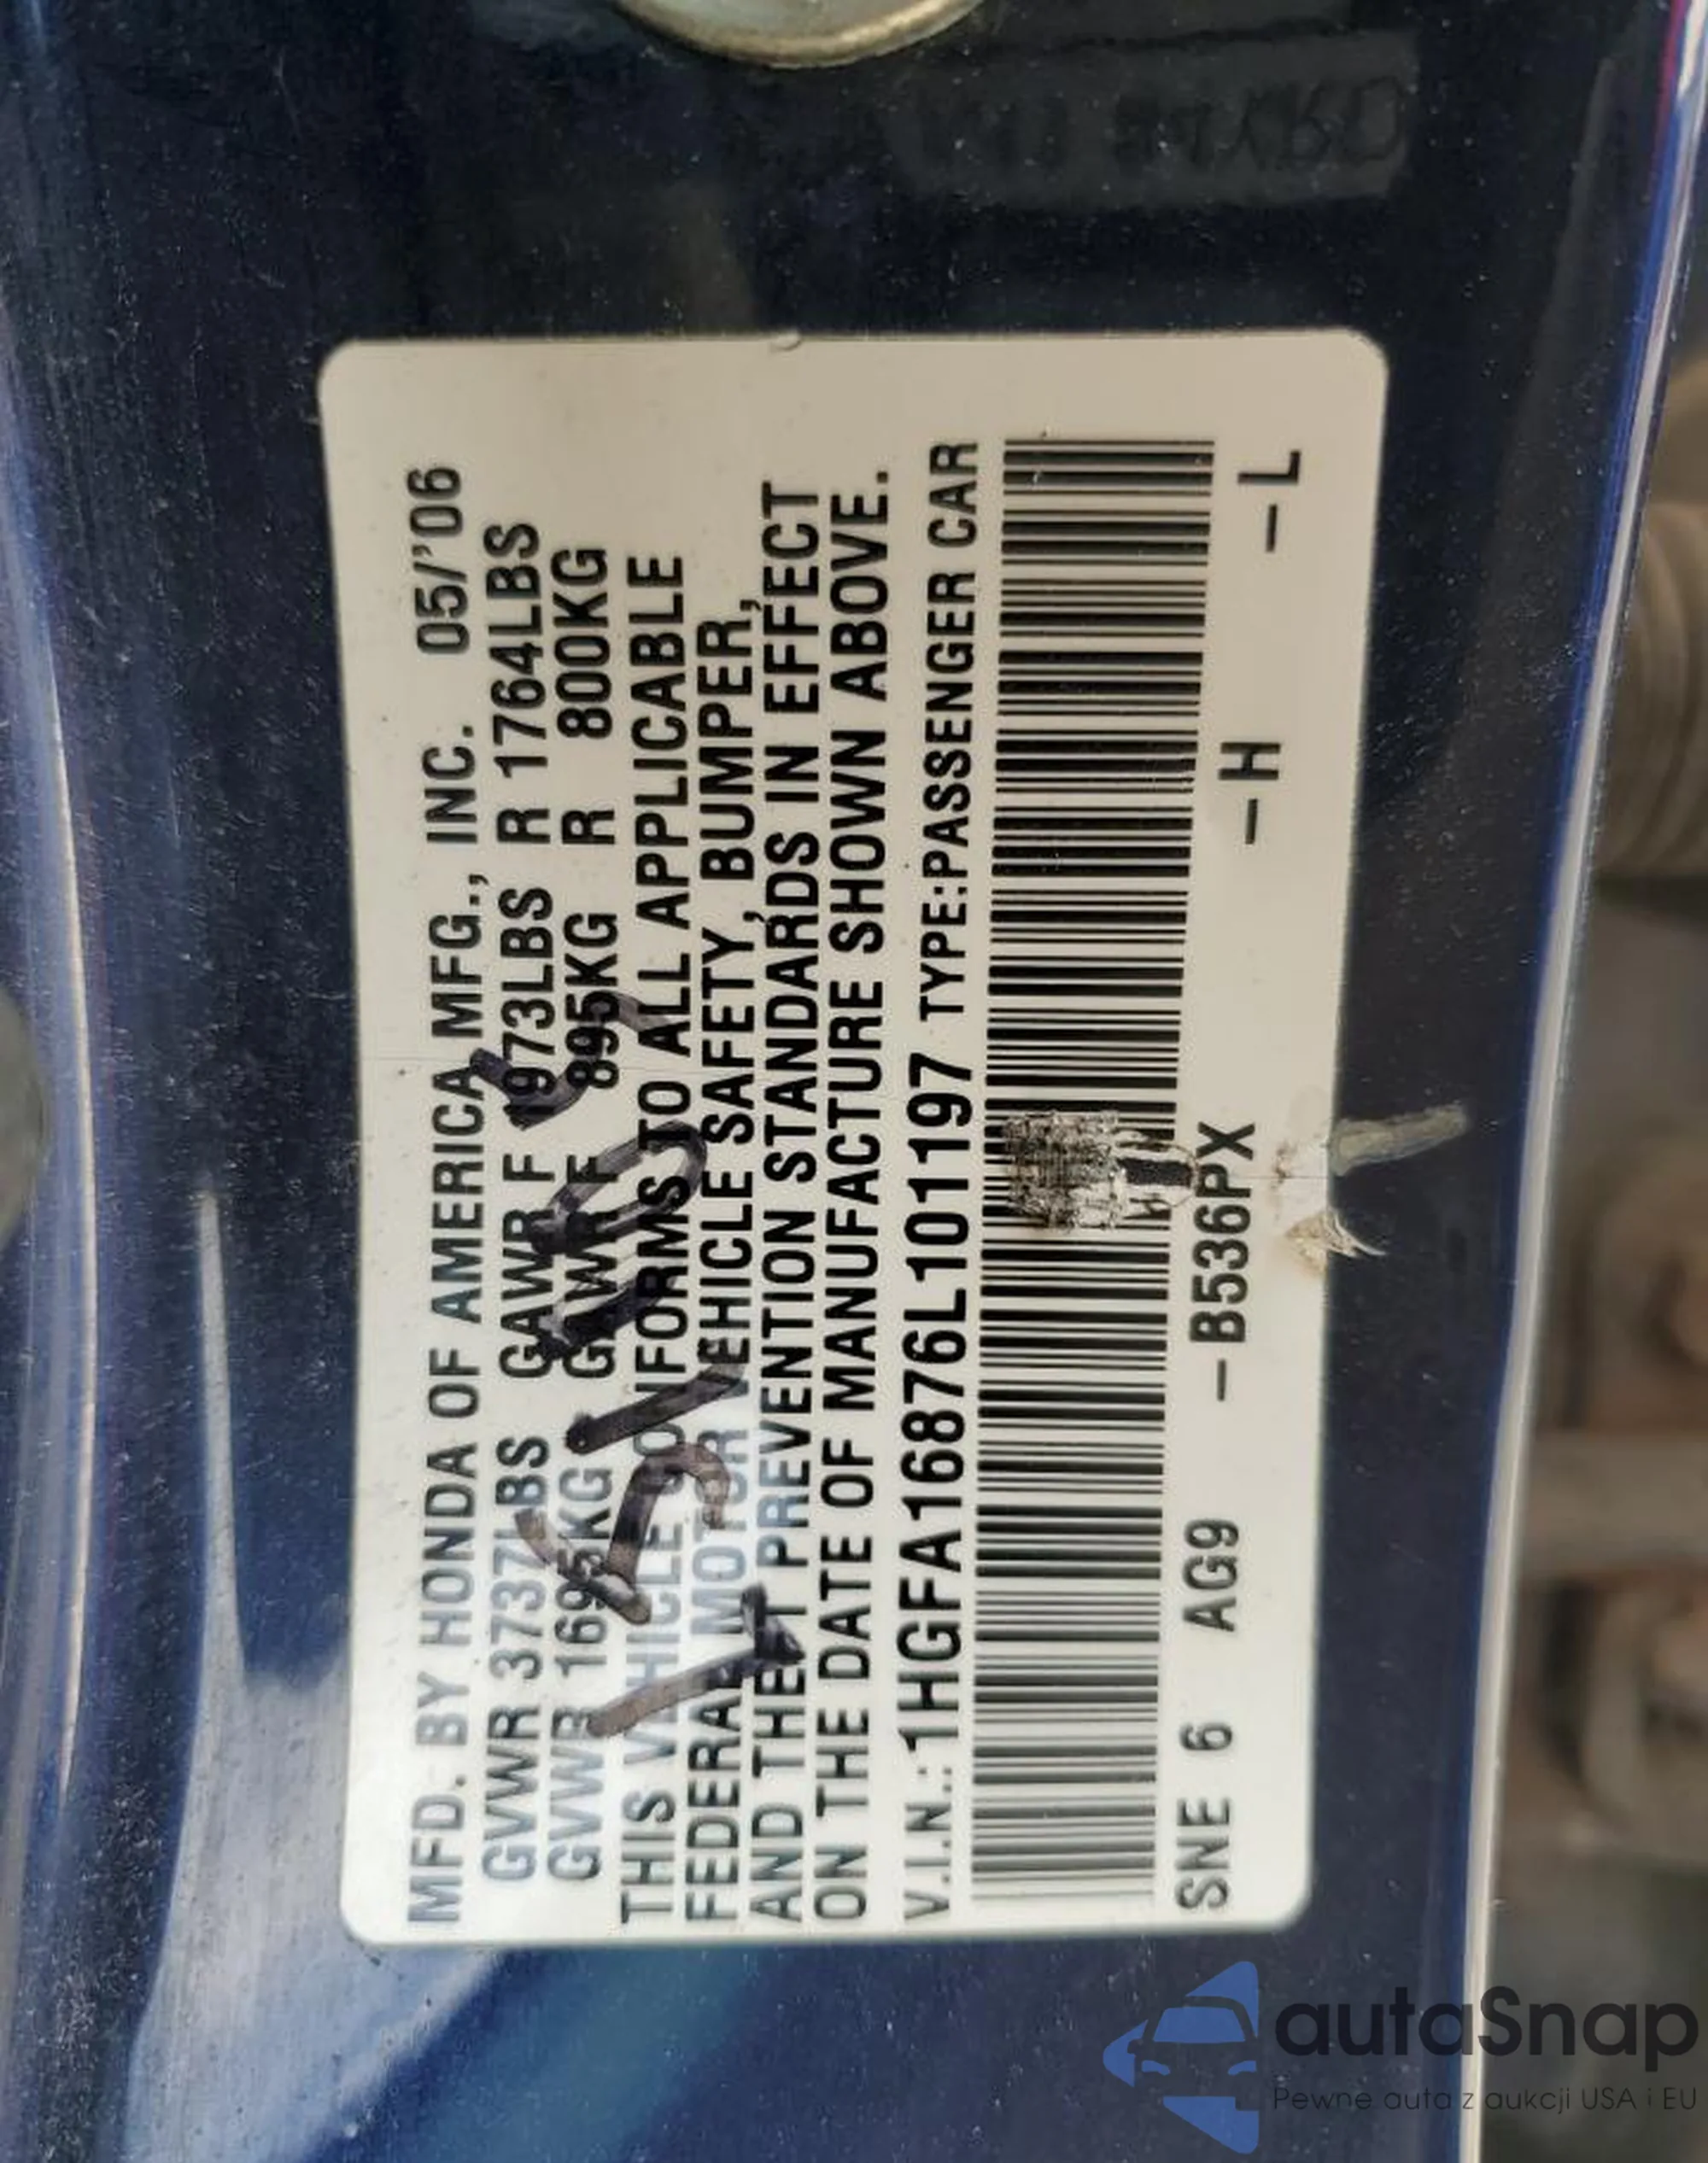 MFD. BY HONDA OF AMERICA MFG., INC. 05/'06
GVWR 3737LBS GAWR F 1973LBS R 1764LBS
GVWR 1695KG GAWR F 895KG R 800KG
THIS VEHICLE CONFORMS TO ALL APPLICABLE
FEDERAL MOTOR VEHICLE SAFETY, BUMPER,
AND THEFT PREVENTION STANDARDS IN EFFECT
ON THE DATE OF MANUFACTURE SHOWN ABOVE.
V.I.N.:1HGFA16876L101197 TYPE:PASSENGER CAR
SNE 6 AG9 –B536PX –H –L
autaSnap
Pewne auta z aukcji USA i EU